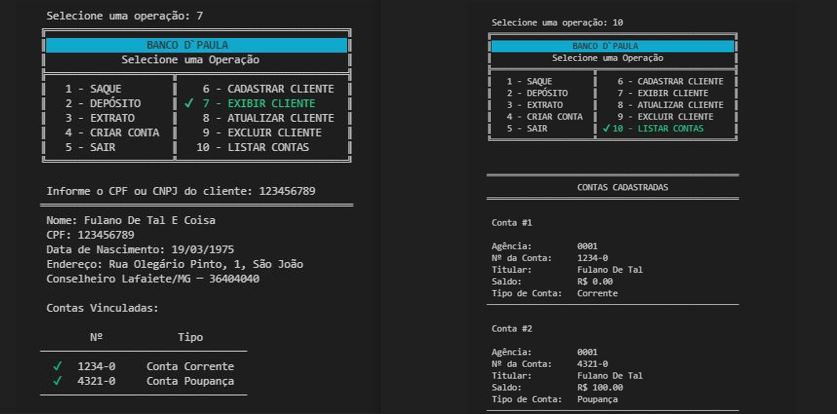 Selecione uma operação: 7
BANCO D`PAULA
Selecione uma Operação
1 - SAQUE 6 - CADASTRAR CLIENTE
2 - DEPÓSITO ✓ 7 - EXIBIR CLIENTE
3 - EXTRATO 8 - ATUALIZAR CLIENTE
4 - CRIAR CONTA 9 - EXCLUIR CLIENTE
5 - SAIR 10 - LISTAR CONTAS
Informe o CPF ou CNPJ do cliente: 123456789
Nome: Fulano De Tal E Coisa
CPF: 123456789
Data de Nascimento: 19/03/1975
Endereço: Rua Olegário Pinto, 1, São João
Conselheiro Lafaiete/MG — 36404040
Contas Vinculadas:
Nº Tipo
✓ 1234-0 Conta Corrente
✓ 4321-0 Conta Poupança
Selecione uma operação: 10
BANCO D`PAULA
Selecione uma Operação
1 - SAQUE 6 - CADASTRAR CLIENTE
2 - DEPÓSITO 7 - EXIBIR CLIENTE
3 - EXTRATO 8 - ATUALIZAR CLIENTE
4 - CRIAR CONTA 9 - EXCLUIR CLIENTE
5 - SAIR ✓ 10 - LISTAR CONTAS
CONTAS CADASTRADAS
Conta #1
Agência: 0001
Nº da Conta: 1234-0
Titular: Fulano De Tal
Saldo: R$ 0.00
Tipo de Conta: Corrente
Conta #2
Agência: 0001
Nº da Conta: 4321-0
Titular: Fulano De Tal
Saldo: R$ 100.00
Tipo de Conta: Poupança